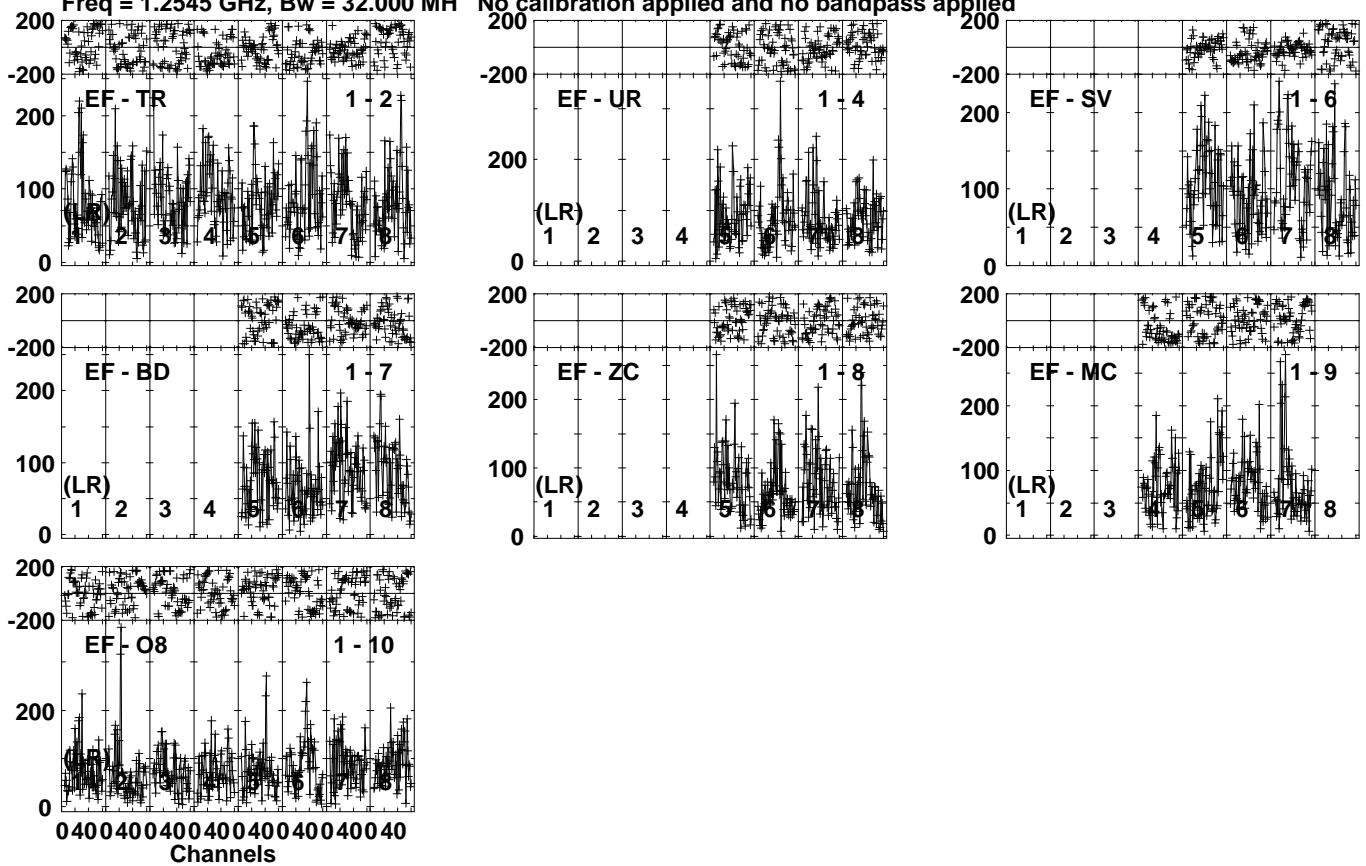 Freq = 1.2545 GHz, Bw = 32.000 MH No calibration applied and no bandpass applied
200
-200
EF - TR 1 - 2
200
100
(LR)
1 2 3 4 5 6 7 8
0
200
-200
EF - UR 1 - 4
200
(LR)
1 2 3 4 5 6 7 8
0
200
-200
EF - SV 1 - 6
200
100
(LR)
1 2 3 4 5 6 7 8
0
200
-200
EF - BD 1 - 7
200
100
(LR)
1 2 3 4 5 6 7 8
0
200
-200
EF - ZC 1 - 8
200
100
(LR)
1 2 3 4 5 6 7 8
0
200
-200
EF - MC 1 - 9
200
100
(LR)
1 2 3 4 5 6 7 8
0
200
-200
EF - O8 1 - 10
200
(LR)
1 2 3 4 5 6 7 8
0
0 40 0 40 0 40 0 40 0 40 0 40 0 40 0 40
Channels